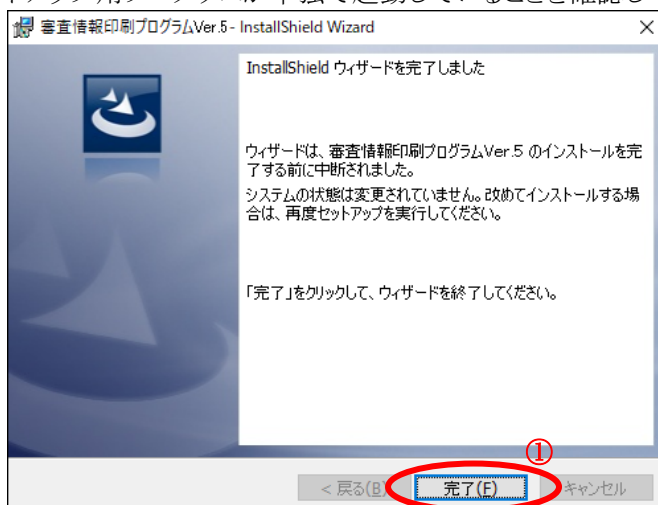 審査情報印刷プログラムVer.5 - InstallShield Wizard
InstallShield ウィザードを完了しました
ウィザードは、審査情報印刷プログラムVer.5 のインストールを完
了する前に中断されました。
システムの状態は変更されていません。改めてインストールする場
合は、再度セットアップを実行してください。
「完了」をクリックして、ウィザードを終了してください。
①
< 戻る(B)
完了(F)
キャンセル